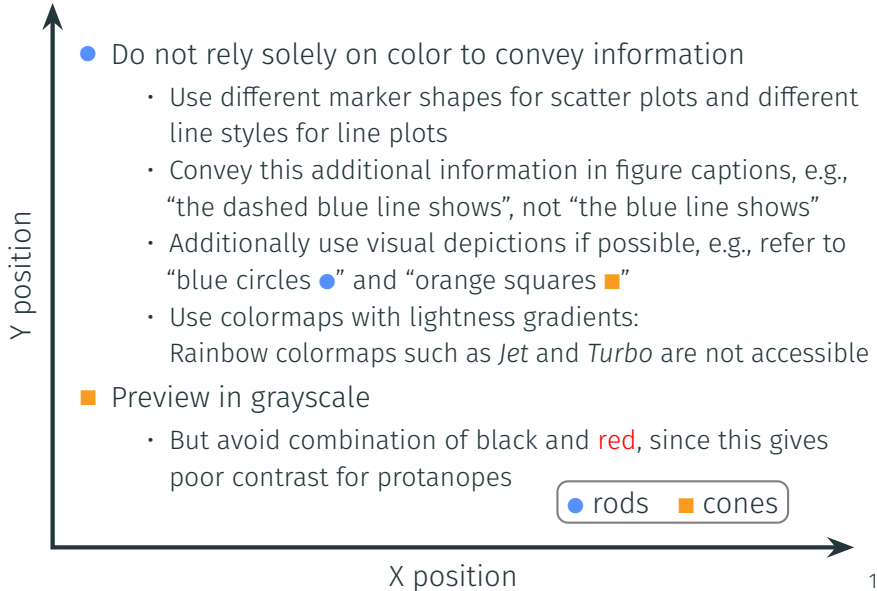 Do not rely solely on color to convey information
· Use different marker shapes for scatter plots and different
line styles for line plots
· Convey this additional information in figure captions, e.g.,
“the dashed blue line shows”, not “the blue line shows”
· Additionally use visual depictions if possible, e.g., refer to
“blue circles ●” and “orange squares ■”
· Use colormaps with lightness gradients:
Rainbow colormaps such as Jet and Turbo are not accessible
Preview in grayscale
· But avoid combination of black and red, since this gives
poor contrast for protanopes
● rods ■ cones
Y position
X position
1